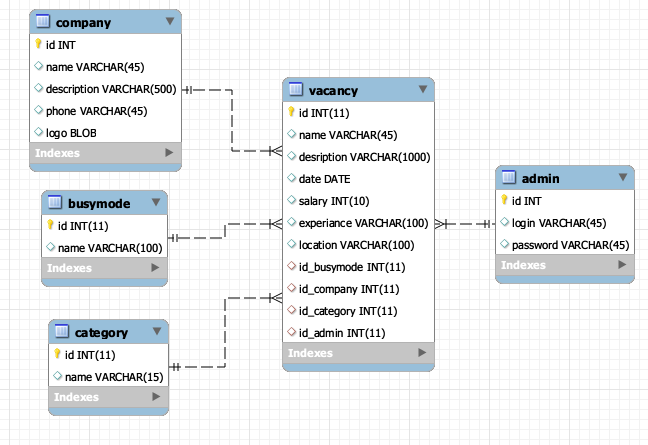 company
id INT
name VARCHAR(45)
description VARCHAR(500)
phone VARCHAR(45)
logo BLOB
Indexes
busymode
id INT(11)
name VARCHAR(100)
Indexes
category
id INT(11)
name VARCHAR(15)
Indexes
vacancy
id INT(11)
name VARCHAR(45)
desription VARCHAR(1000)
date DATE
salary INT(10)
experiance VARCHAR(100)
location VARCHAR(100)
id_busymode INT(11)
id_company INT(11)
id_category INT(11)
id_admin INT(11)
Indexes
admin
id INT
login VARCHAR(45)
password VARCHAR(45)
Indexes